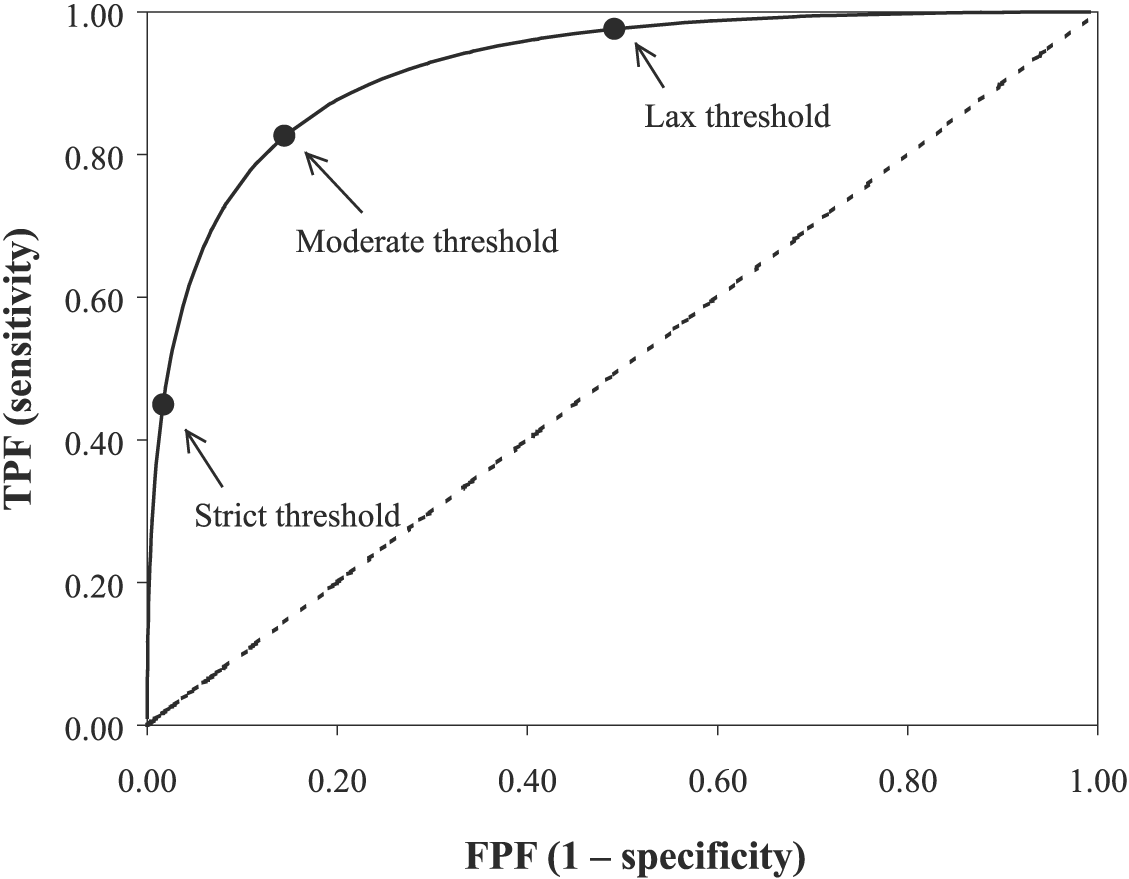 1.00
0.80
0.60
0.40
0.20
0.00
TPF (sensitivity)
Lax threshold
Moderate threshold
Strict threshold
0.00 0.20 0.40 0.60 0.80 1.00
FPF (1 – specificity)